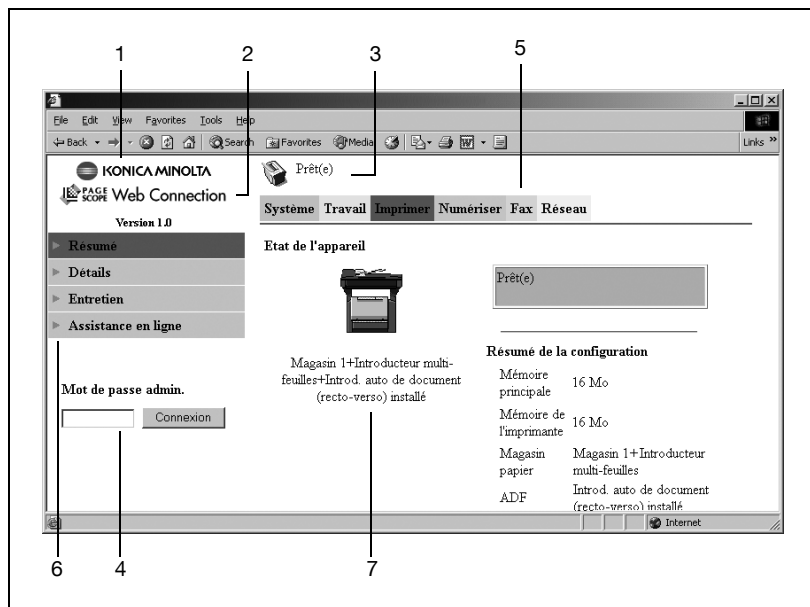 1
2
3
5
File Edit View Favorites Tools Help
Back Search Favorites Media Links »
KONICA MINOLTA
PAGE SCOPE Web Connection
Version 1.0
Prêt(e)
Système Travail Imprimer Numériser Fax Réseau
Résumé
Détails
Entretien
Assistance en ligne
Mot de passe admin.
Connexion
Etat de l'appareil
Magasin 1+Introducteur multi-
feuilles+Introd. auto de document
(recto-verso) installé
Prêt(e)
Résumé de la configuration
Mémoire
principale
16 Mo
Mémoire de
l'imprimante
16 Mo
Magasin
papier
Magasin 1+Introducteur
multi-feuilles
ADF
Introd. auto de document
(recto-verso) installé
Internet
6
4
7